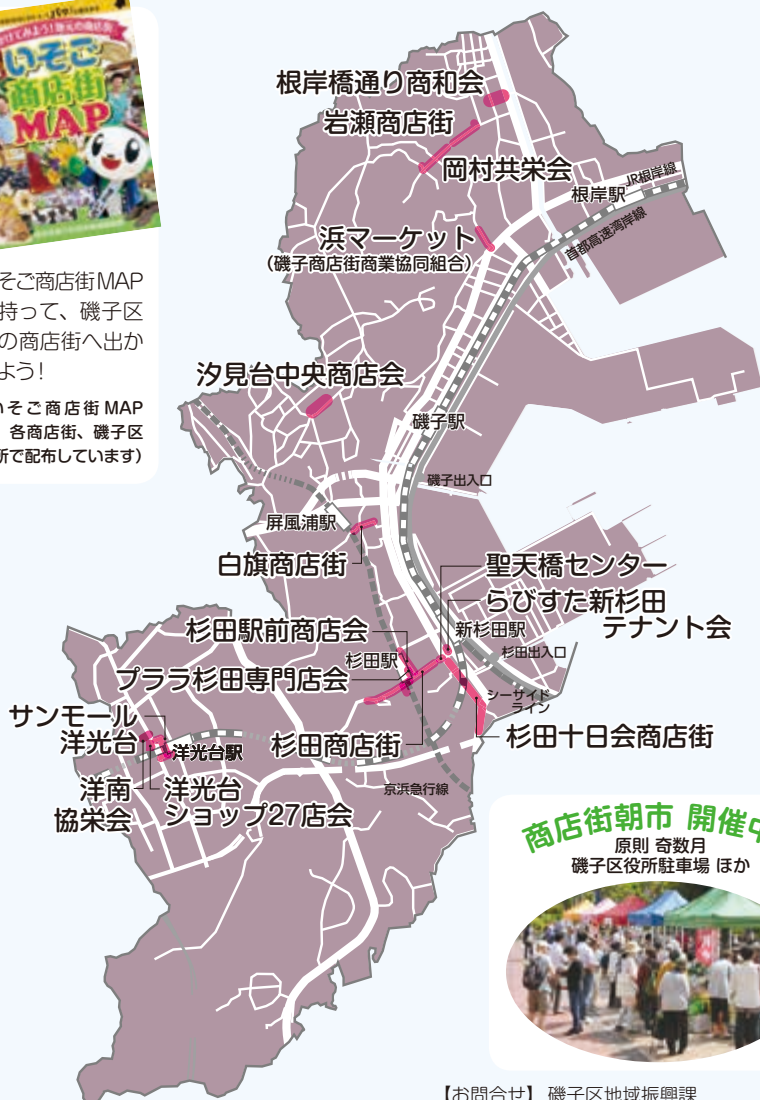 かけてみよう!地元の商店街
いそご
商店街
MAP
そご商店街MAP
持って、磯子区
の商店街へ出か
よう!
いそご商店街MAP
各商店街、磯子区
所で配布しています)
根岸橋通り商和会
岩瀬商店街
岡村共栄会
根岸駅
JR根岸線
浜マーケット
(磯子商店街商業協同組合)
首都高速湾岸線
汐見台中央商店会
磯子駅
磯子出入口
屏風浦駅
白旗商店街
聖天橋センター
らびすた新杉田
テナント会
杉田駅前商店会
新杉田駅
杉田駅
杉田出入口
プララ杉田専門店会
シーサイド
ライン
サンモール
洋光台
洋光台駅
杉田商店街
杉田十日会商店街
洋南
協栄会
洋光台
ショップ27店会
京浜急行線
商店街朝市 開催中
原則 奇数月
磯子区役所駐車場 ほか
【お問合せ】 磯子区地域振興課